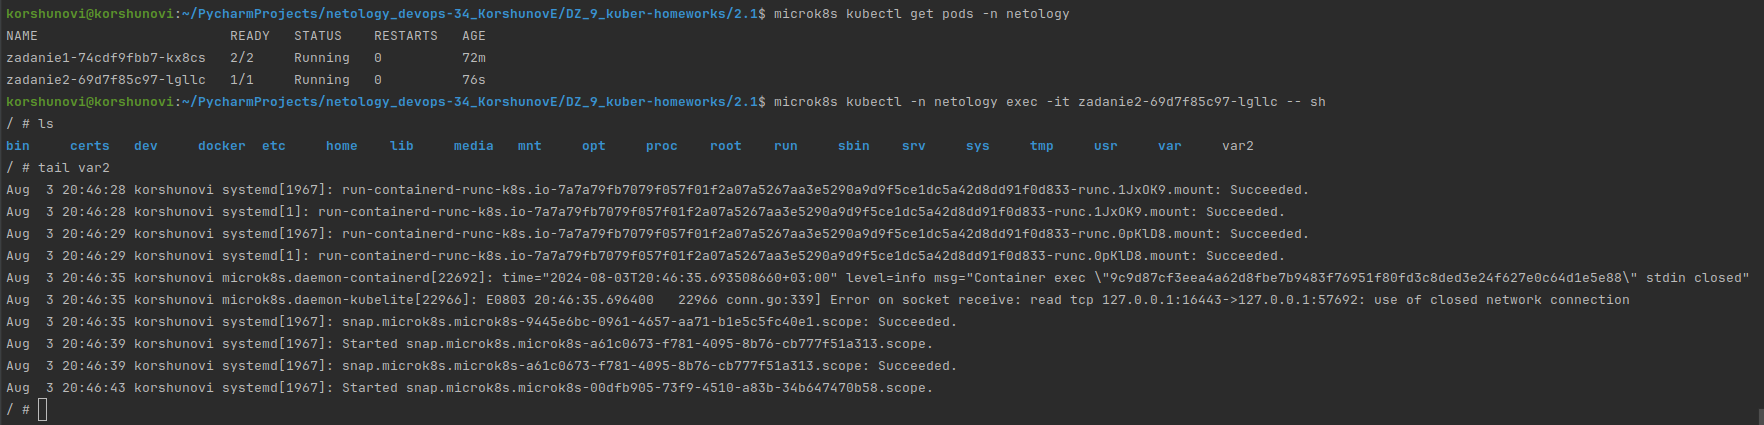 korshunovi@korshunovi:~/PycharmProjects/netology_devops-34_KorshunovE/DZ_9_kuber-homeworks/2.1$ microk8s kubectl get pods -n netology
NAME                        READY   STATUS    RESTARTS   AGE
zadanie1-74cdf9fbb7-kx8cs   2/2     Running   0          72m
zadanie2-69d7f85c97-lgllc   1/1     Running   0          76s
korshunovi@korshunovi:~/PycharmProjects/netology_devops-34_KorshunovE/DZ_9_kuber-homeworks/2.1$ microk8s kubectl -n netology exec -it zadanie2-69d7f85c97-lgllc -- sh
/ # ls
bin     certs   dev     docker  etc     home    lib     media   mnt     opt     proc    root    run     sbin    srv     sys     tmp     usr     var     var2
/ # tail var2
Aug  3 20:46:28 korshunovi systemd[1967]: run-containerd-runc-k8s.io-7a7a79fb7079f057f01f2a07a5267aa3e5290a9d9f5ce1dc5a42d8dd91f0d833-runc.1JxOK9.mount: Succeeded.
Aug  3 20:46:28 korshunovi systemd[1]: run-containerd-runc-k8s.io-7a7a79fb7079f057f01f2a07a5267aa3e5290a9d9f5ce1dc5a42d8dd91f0d833-runc.1JxOK9.mount: Succeeded.
Aug  3 20:46:29 korshunovi systemd[1967]: run-containerd-runc-k8s.io-7a7a79fb7079f057f01f2a07a5267aa3e5290a9d9f5ce1dc5a42d8dd91f0d833-runc.0pKlD8.mount: Succeeded.
Aug  3 20:46:29 korshunovi systemd[1]: run-containerd-runc-k8s.io-7a7a79fb7079f057f01f2a07a5267aa3e5290a9d9f5ce1dc5a42d8dd91f0d833-runc.0pKlD8.mount: Succeeded.
Aug  3 20:46:35 korshunovi microk8s.daemon-containerd[22692]: time="2024-08-03T20:46:35.693508660+03:00" level=info msg="Container exec \"9c9d87cf3eea4a62d8fbe7b9483f76951f80fd3c8ded3e24f627e0c64d1e5e88\" stdin closed"
Aug  3 20:46:35 korshunovi microk8s.daemon-kubelite[22966]: E0803 20:46:35.696400   22966 conn.go:339] Error on socket receive: read tcp 127.0.0.1:16443->127.0.0.1:57692: use of closed network connection
Aug  3 20:46:35 korshunovi systemd[1967]: snap.microk8s.microk8s-9445e6bc-0961-4657-aa71-b1e5c5fc40e1.scope: Succeeded.
Aug  3 20:46:39 korshunovi systemd[1967]: Started snap.microk8s.microk8s-a61c0673-f781-4095-8b76-cb777f51a313.scope.
Aug  3 20:46:39 korshunovi systemd[1967]: snap.microk8s.microk8s-a61c0673-f781-4095-8b76-cb777f51a313.scope: Succeeded.
Aug  3 20:46:43 korshunovi systemd[1967]: Started snap.microk8s.microk8s-00dfb905-73f9-4510-a83b-34b647470b58.scope.
/ #